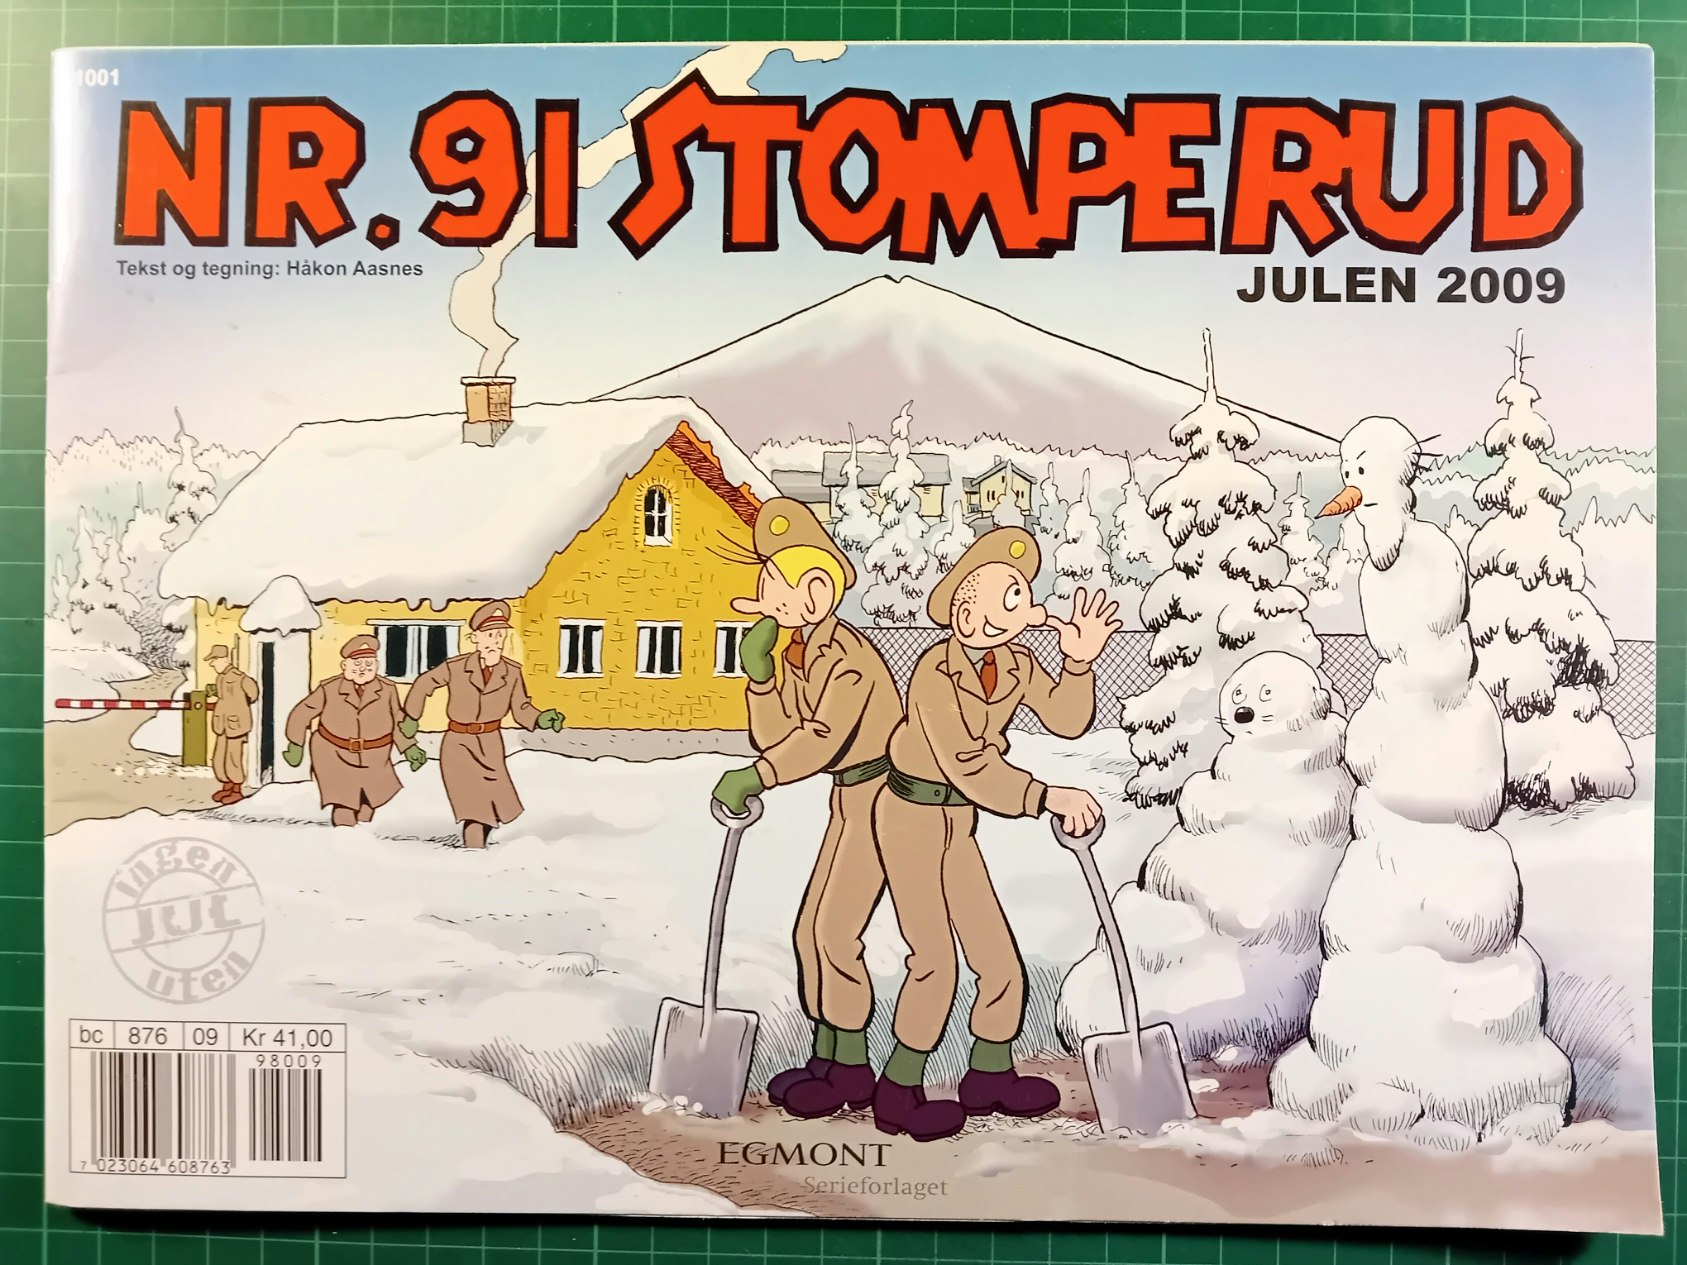 1001
NR. 91 STOMPERUD
Tekst og tegning: Håkon Aasnes
JULEN 2009
ingen
JUL
uten
bc 876 09 Kr 41,00
98009
7 023064 608763
EGMONT
Serieforlaget